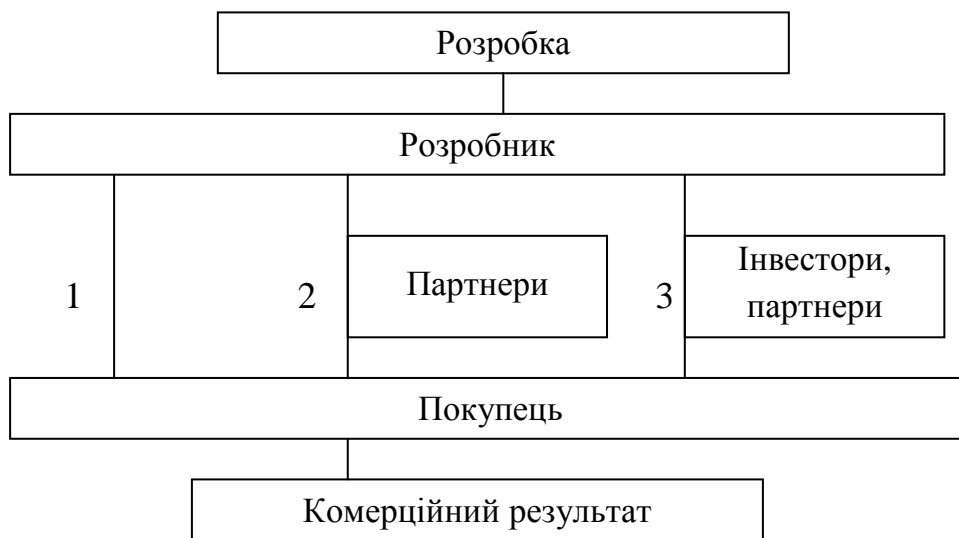 Розробка
Розробник
1
2
Партнери
3
Інвестори,
партнери
Покупець
Комерційний результат